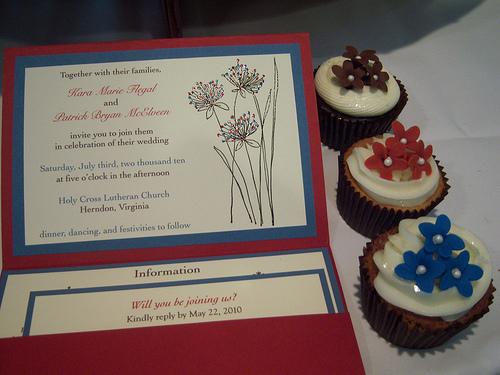 Together with their families,
Kara Marie Flegal
and
Patrick Bryan McElveen
invite you to join them
in celebration of their wedding
Saturday, July third, two thousand ten
at five o'clock in the afternoon
Holy Cross Lutheran Church
Herndon, Virginia
dinner, dancing, and festivities to follow
Information
Will you be joining us?
Kindly reply by May 22, 2010